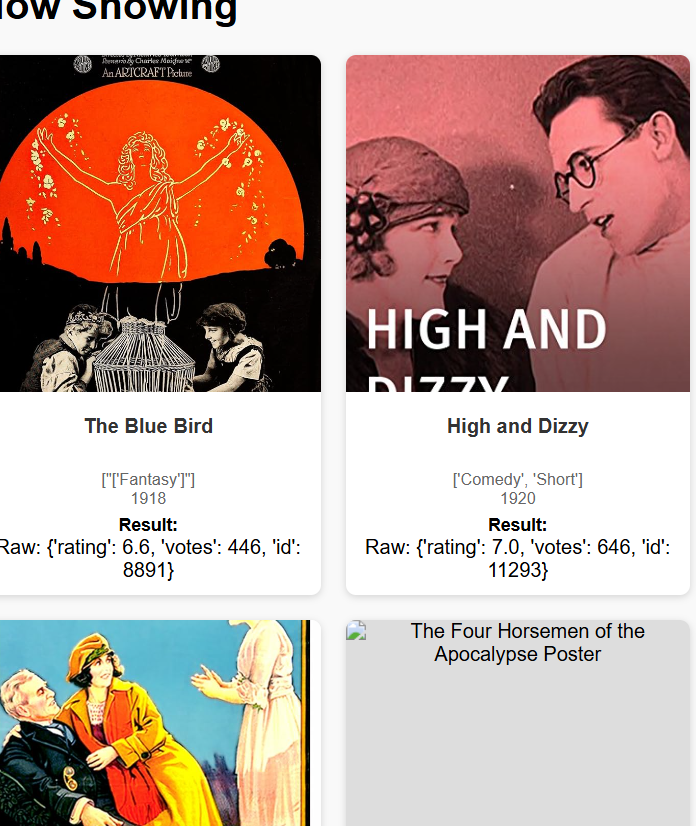 Now Showing
An ARTCRAFT Picture
HIGH AND
DIZZY
The Blue Bird
["['Fantasy']"]
1918
Result:
Raw: {'rating': 6.6, 'votes': 446, 'id':
8891}
High and Dizzy
['Comedy', 'Short']
1920
Result:
Raw: {'rating': 7.0, 'votes': 646, 'id':
11293}
The Four Horsemen of the
Apocalypse Poster